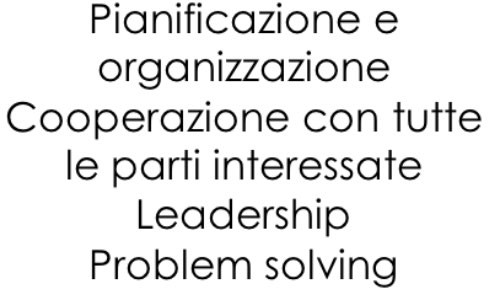 Pianificazione e
organizzazione
Cooperazione con tutte
le parti interessate
Leadership
Problem solving